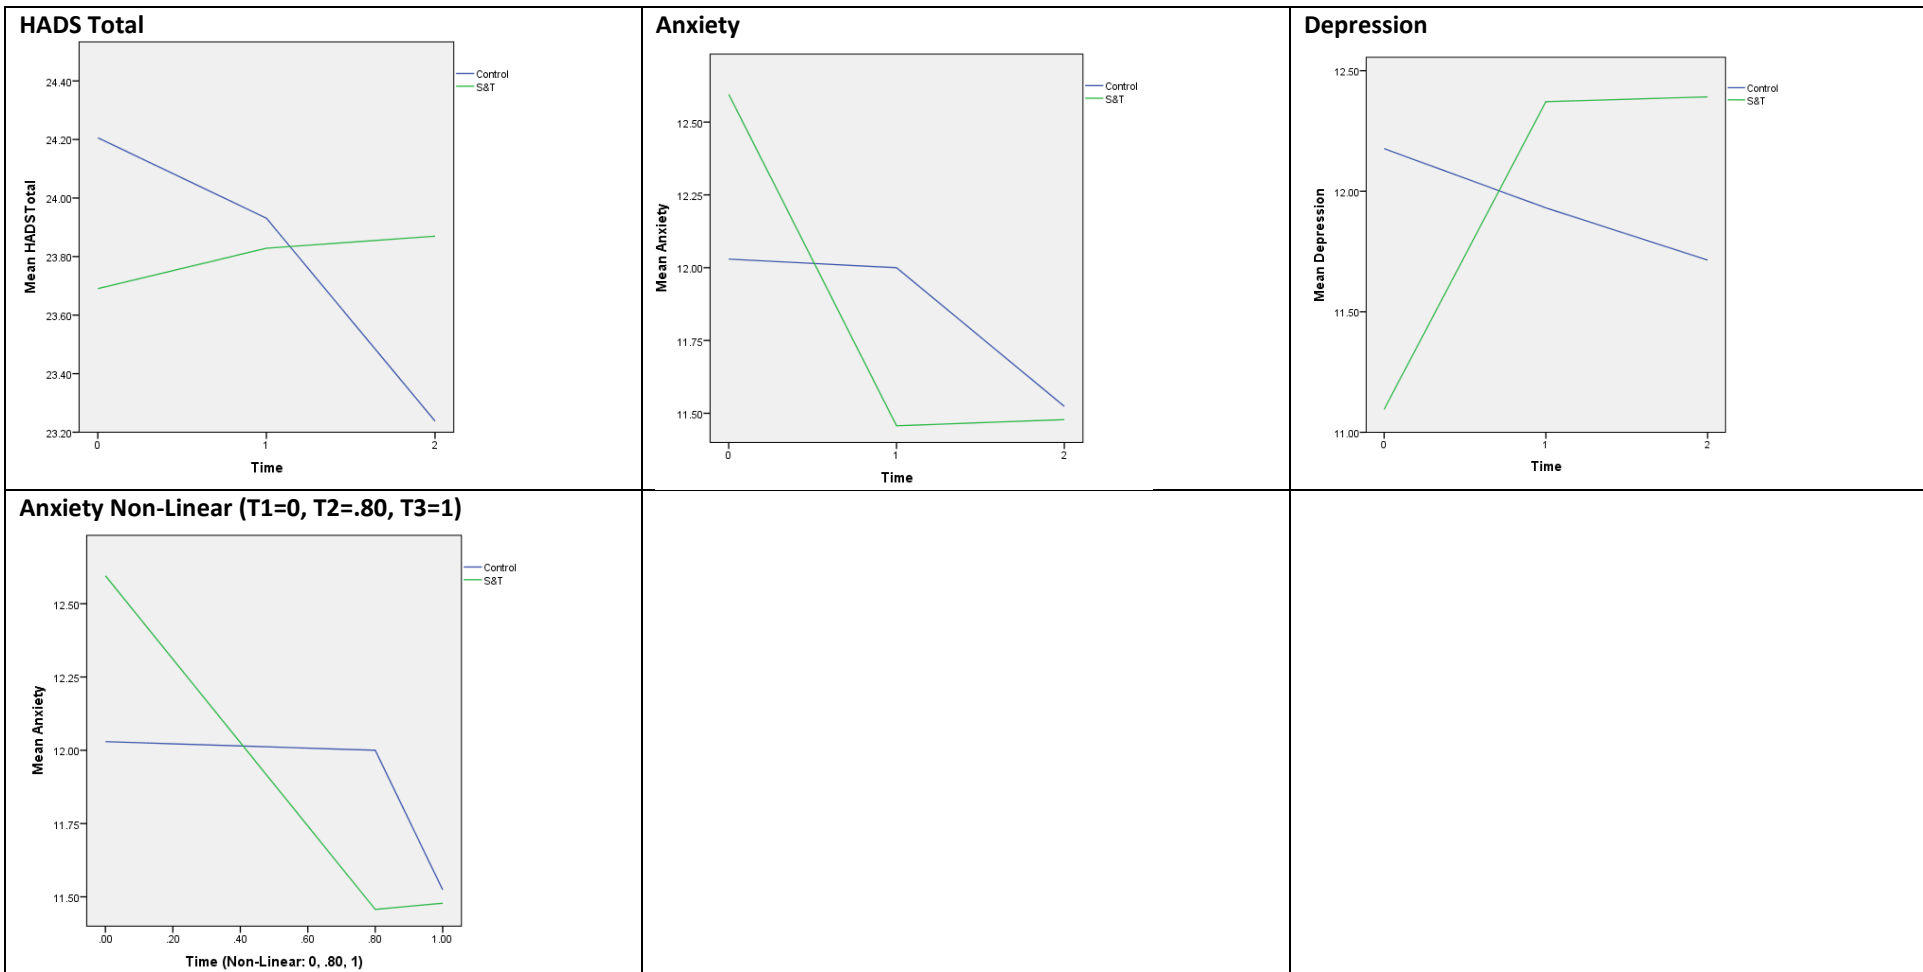 HADS Total
24.40
24.20
24.00
23.80
23.60
23.40
23.20
Mean HADSTotal
0 1 2
Time
Control
S&T
Anxiety
12.50
12.25
12.00
11.75
11.50
Mean Anxiety
0 1 2
Time
Control
S&T
Depression
12.50
12.00
11.50
11.00
Mean Depression
0 1 2
Time
Control
S&T
Anxiety Non-Linear (T1=0, T2=.80, T3=1)
12.50
12.25
12.00
11.75
11.50
Mean Anxiety
.00 .20 .40 .60 .80 1.00
Time (Non-Linear: 0, .80, 1)
Control
S&T